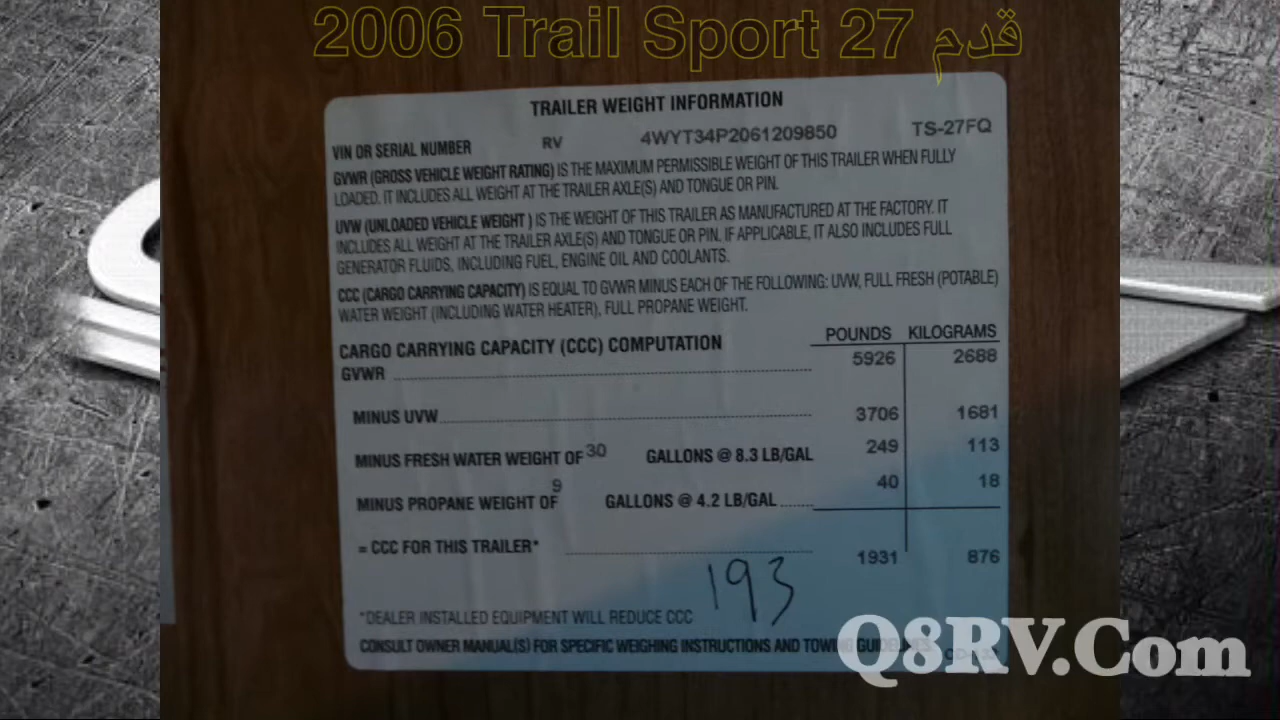 2006 Trail Sport 27 قدم
TRAILER WEIGHT INFORMATION
VIN OR SERIAL NUMBER RV 4WYT34P2061209850 TS-27FQ
GVWR (GROSS VEHICLE WEIGHT RATING) IS THE MAXIMUM PERMISSIBLE WEIGHT OF THIS TRAILER WHEN FULLY
LOADED. IT INCLUDES ALL WEIGHT AT THE TRAILER AXLE(S) AND TONGUE OR PIN.
UVW (UNLOADED VEHICLE WEIGHT ) IS THE WEIGHT OF THIS TRAILER AS MANUFACTURED AT THE FACTORY. IT
INCLUDES ALL WEIGHT AT THE TRAILER AXLE(S) AND TONGUE OR PIN. IF APPLICABLE, IT ALSO INCLUDES FULL
GENERATOR FLUIDS, INCLUDING FUEL, ENGINE OIL AND COOLANTS.
CCC (CARGO CARRYING CAPACITY) IS EQUAL TO GVWR MINUS EACH OF THE FOLLOWING: UVW, FULL FRESH (POTABLE)
WATER WEIGHT (INCLUDING WATER HEATER), FULL PROPANE WEIGHT.
CARGO CARRYING CAPACITY (CCC) COMPUTATION POUNDS KILOGRAMS
GVWR 5926 2688
MINUS UVW 3706 1681
MINUS FRESH WATER WEIGHT OF 30 GALLONS @ 8.3 LB/GAL 249 113
MINUS PROPANE WEIGHT OF 9 GALLONS @ 4.2 LB/GAL 40 18
= CCC FOR THIS TRAILER* 1931 876
193
*DEALER INSTALLED EQUIPMENT WILL REDUCE CCC
CONSULT OWNER MANUAL(S) FOR SPECIFIC WEIGHING INSTRUCTIONS AND TOWING GUIDELINES.
Q8RV.Com